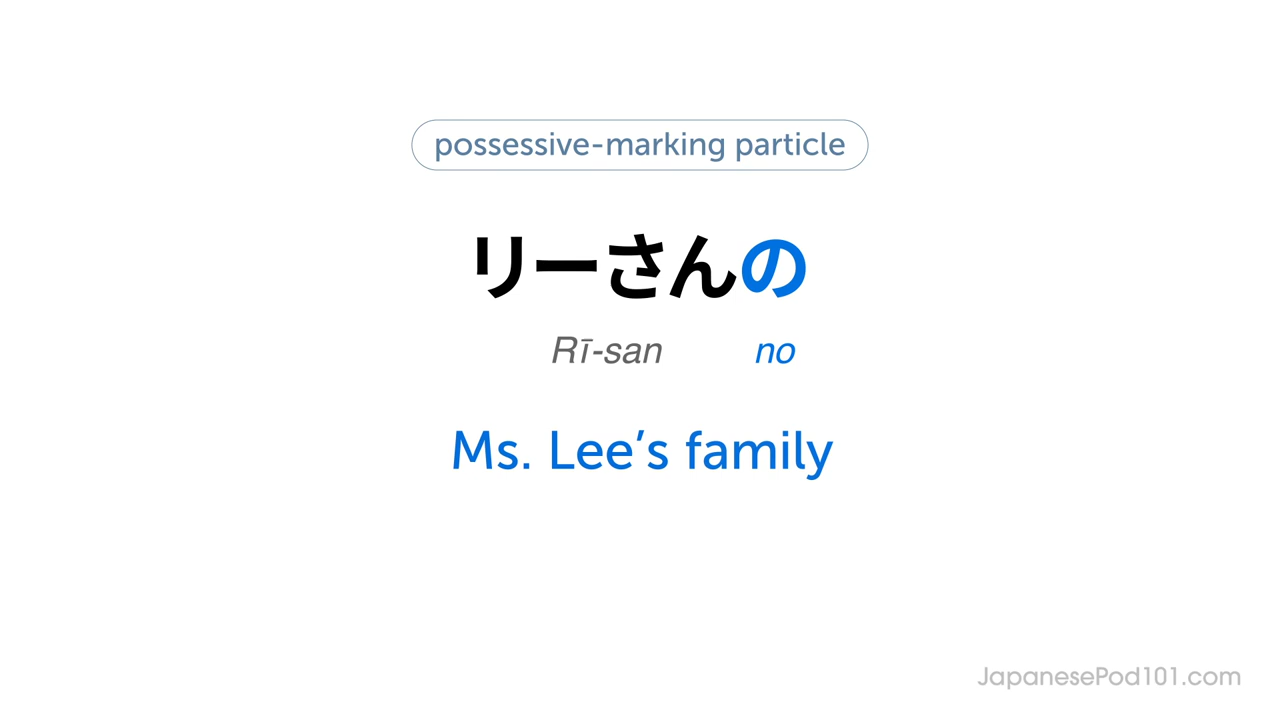 possessive-marking particle
リーさんの
Rī-san no
Ms. Lee’s family
JapanesePod101.com